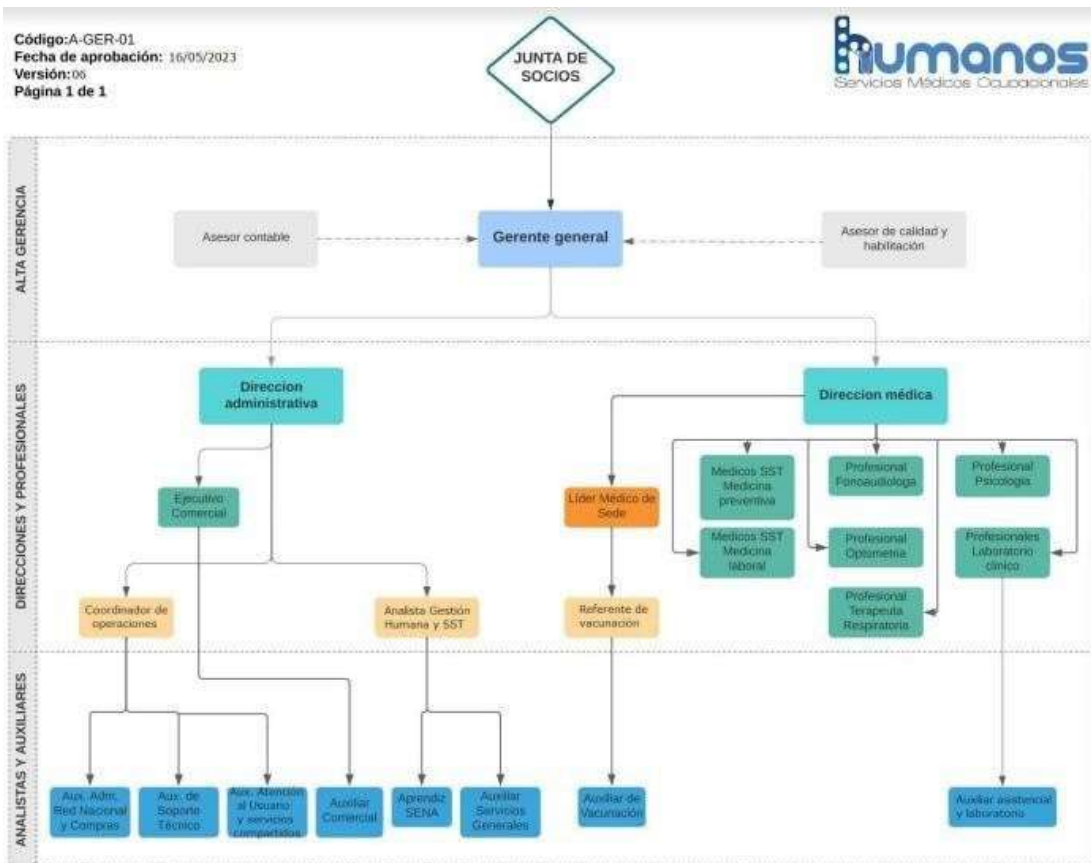 Código:A-GER-01
Fecha de aprobación: 16/05/2023
Versión:06
Página 1 de 1
JUNTA DE
SOCIOS
humanos
Servicios Médicos Ocupacionales
ALTA GERENCIA
Asesor contable
Gerente general
Asesor de calidad y
habilitación
DIRECCIONES Y PROFESIONALES
Direccion
administrativa
Direccion médica
Ejecutivo
Comercial
Líder Médico de
Sede
Medicos SST
Medicina
preventiva
Profesional
Fonoaudiologa
Profesional
Psicologia
Medicos SST
Medicina
laboral
Profesional
Optometria
Profesionales
Laboratorio
clínico
Coordinador de
operaciones
Analista Gestión
Humana y SST
Referente de
vacunación
Profesional
Terapeuta
Respiratoria
ANALISTAS Y AUXILIARES
Aux. Adm.
Red Nacional
y Compras
Aux. de
Soporte
Técnico
Aux. Atención
al Usuario
y servicios
compartidos
Auxiliar
Comercial
Aprendiz
SENA
Auxiliar
Servicios
Generales
Auxiliar de
Vacunación
Auxiliar asistencial
y laboratorio